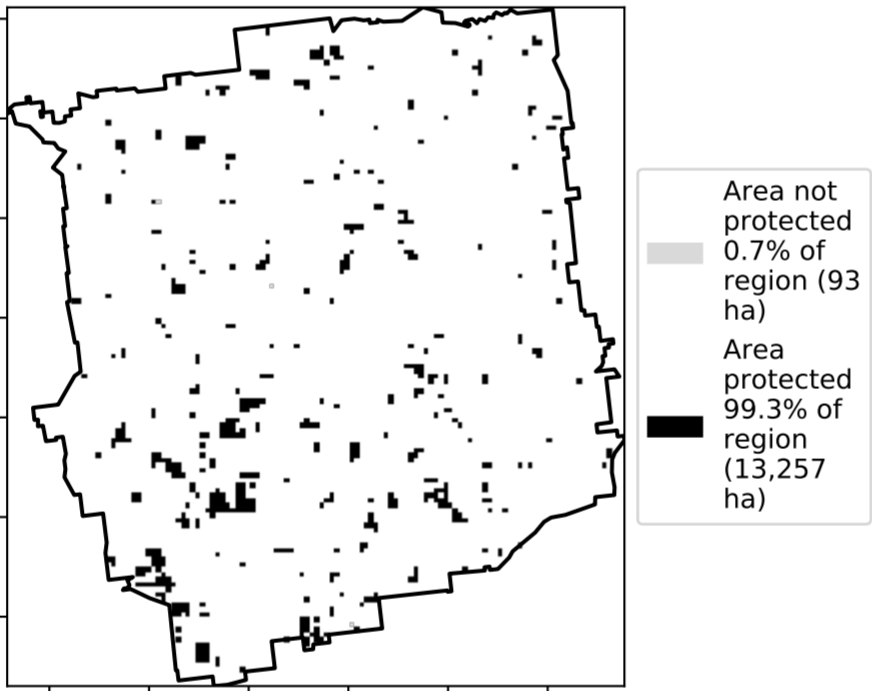 Area not
protected
0.7% of
region (93
ha)
Area
protected
99.3% of
region
(13,257
ha)